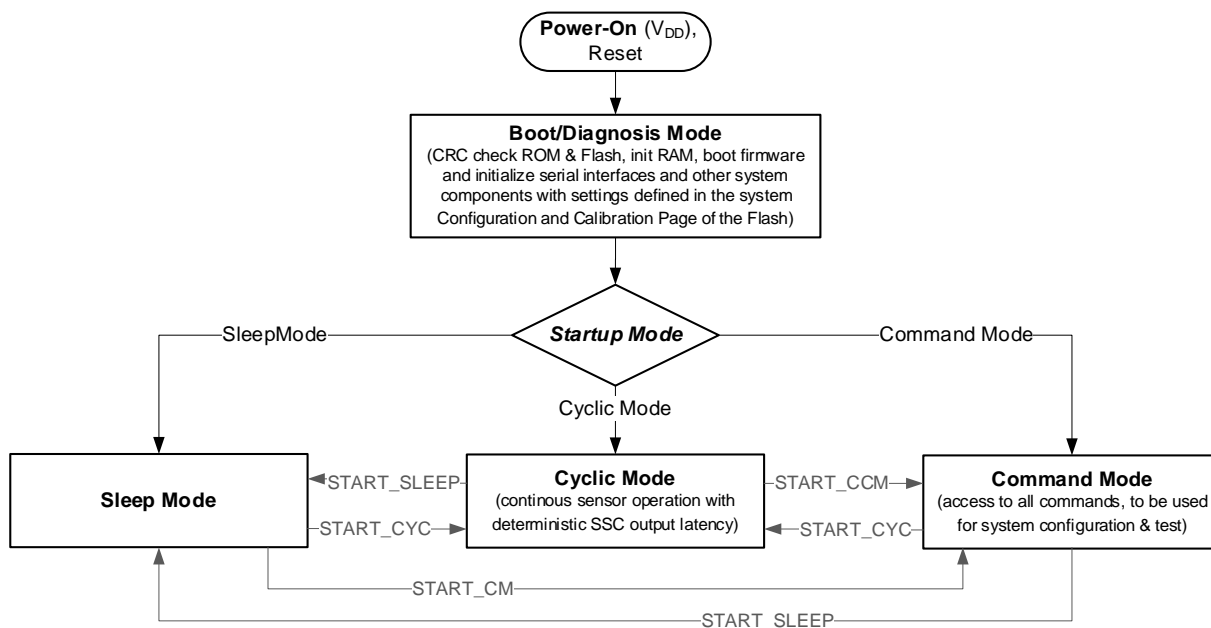 Power-On (VDD),
Reset
Boot/Diagnosis Mode
(CRC check ROM & Flash, init RAM, boot firmware
and initialize serial interfaces and other system
components with settings defined in the system
Configuration and Calibration Page of the Flash)
Startup Mode
SleepMode
Command Mode
Cyclic Mode
Sleep Mode
START_SLEEP
START_CYC
Cyclic Mode
(continous sensor operation with
deterministic SSC output latency)
START_CCM
START_CYC
Command Mode
(access to all commands, to be used
for system configuration & test)
START_CM
START_SLEEP